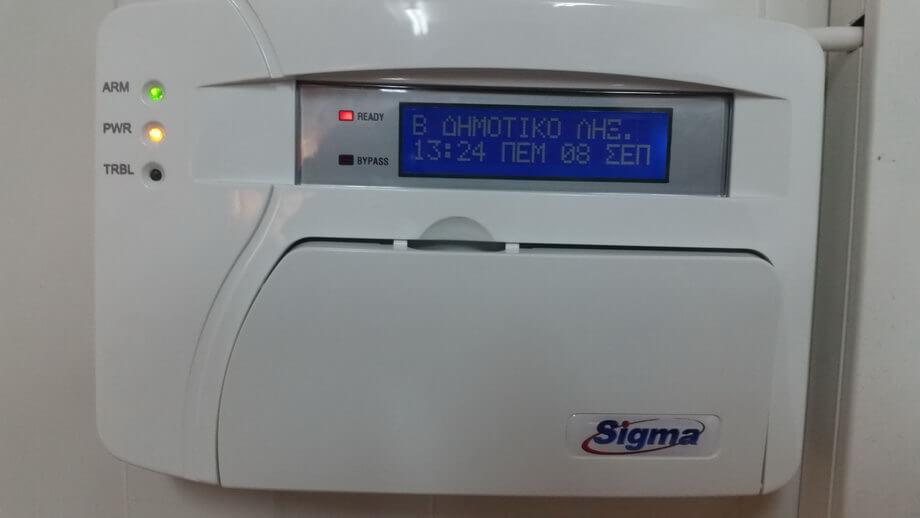 ARM
PWR
TRBL
READY
BYPASS
Β ΔΗΜΟΤΙΚΟ ΛΗΞ.
13:24 ΠΕΜ 08 ΣΕΠ
Sigma